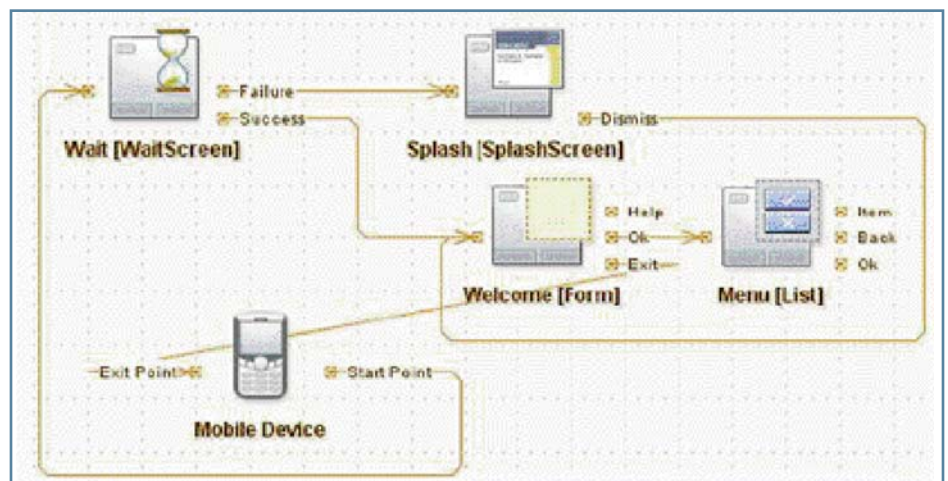 Failure
Success
Wait [WaitScreen]
Dismiss
Splash [SplashScreen]
Help
Ok
Exit
Welcome [Form]
Item
Back
Ok
Menu [List]
Exit Point
Start Point
Mobile Device